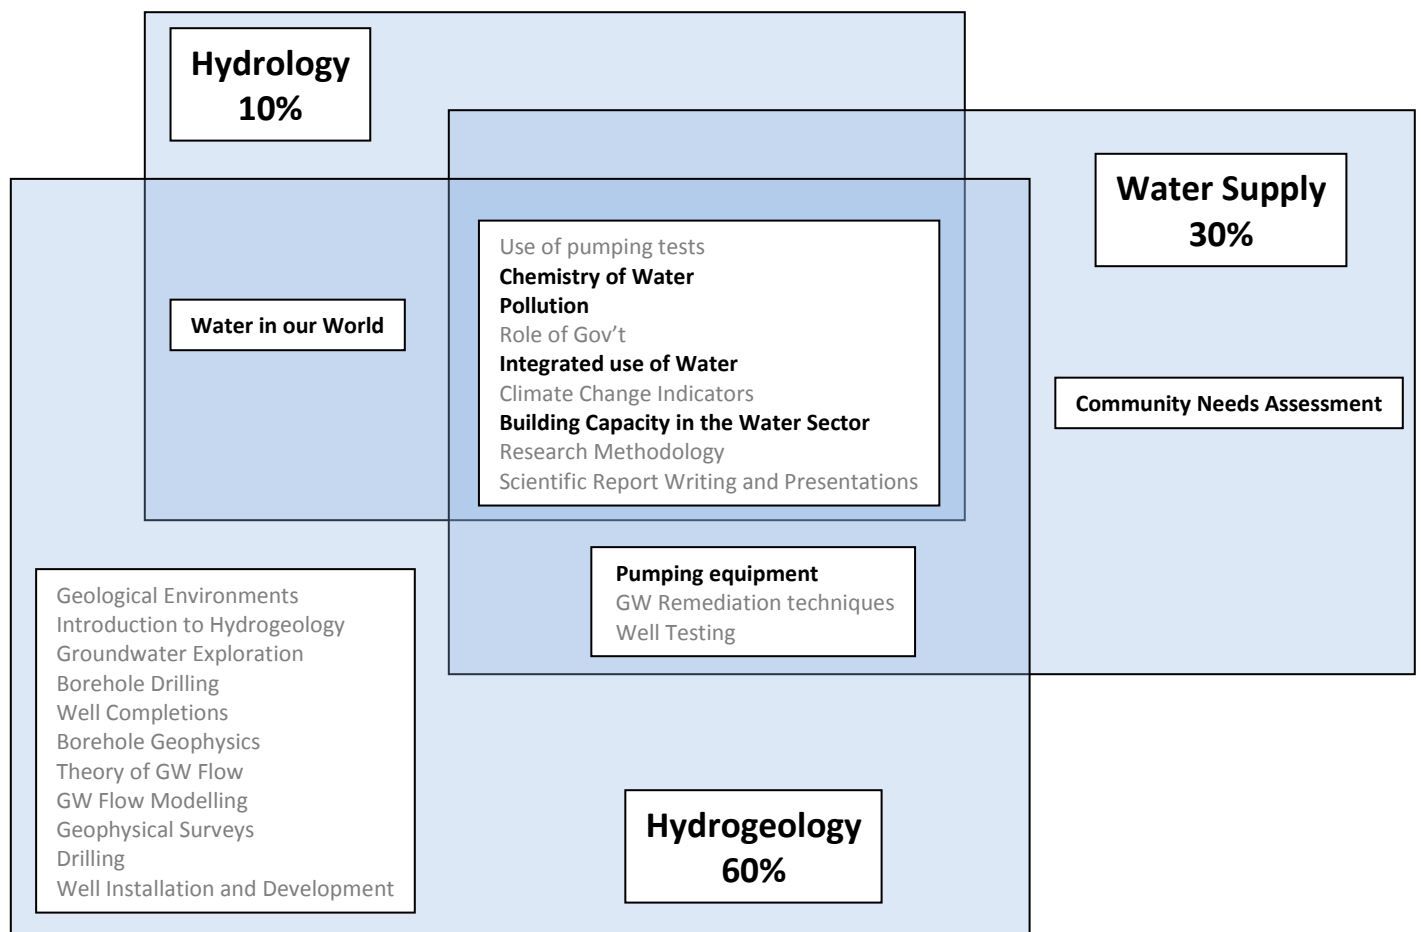 Hydrology
10%
Water Supply
30%
Use of pumping tests
Chemistry of Water
Pollution
Role of Gov’t
Integrated use of Water
Climate Change Indicators
Building Capacity in the Water Sector
Research Methodology
Scientific Report Writing and Presentations
Water in our World
Community Needs Assessment
Pumping equipment
GW Remediation techniques
Well Testing
Geological Environments
Introduction to Hydrogeology
Groundwater Exploration
Borehole Drilling
Well Completions
Borehole Geophysics
Theory of GW Flow
GW Flow Modelling
Geophysical Surveys
Drilling
Well Installation and Development
Hydrogeology
60%